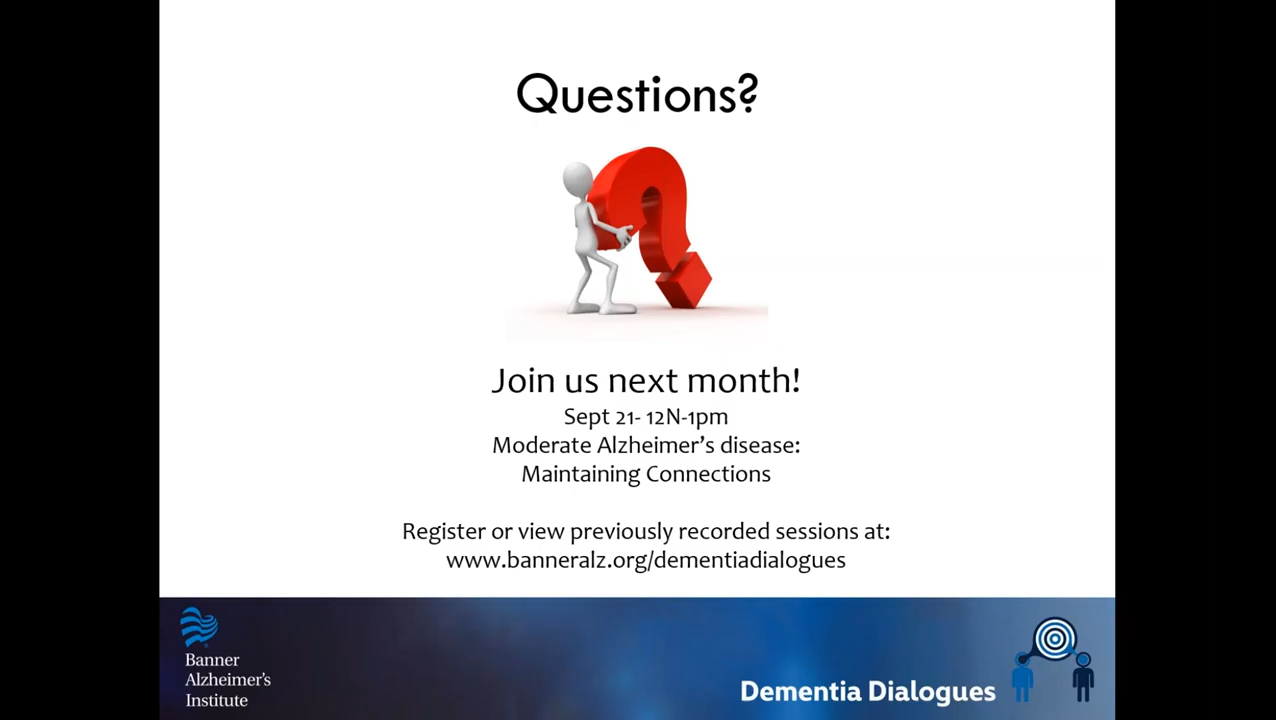 Questions?
Join us next month!
Sept 21- 12N-1pm
Moderate Alzheimer's disease:
Maintaining Connections
Register or view previously recorded sessions at:
www.banneralz.org/dementiadialogues
Banner
Alzheimer's
Institute
Dementia Dialogues